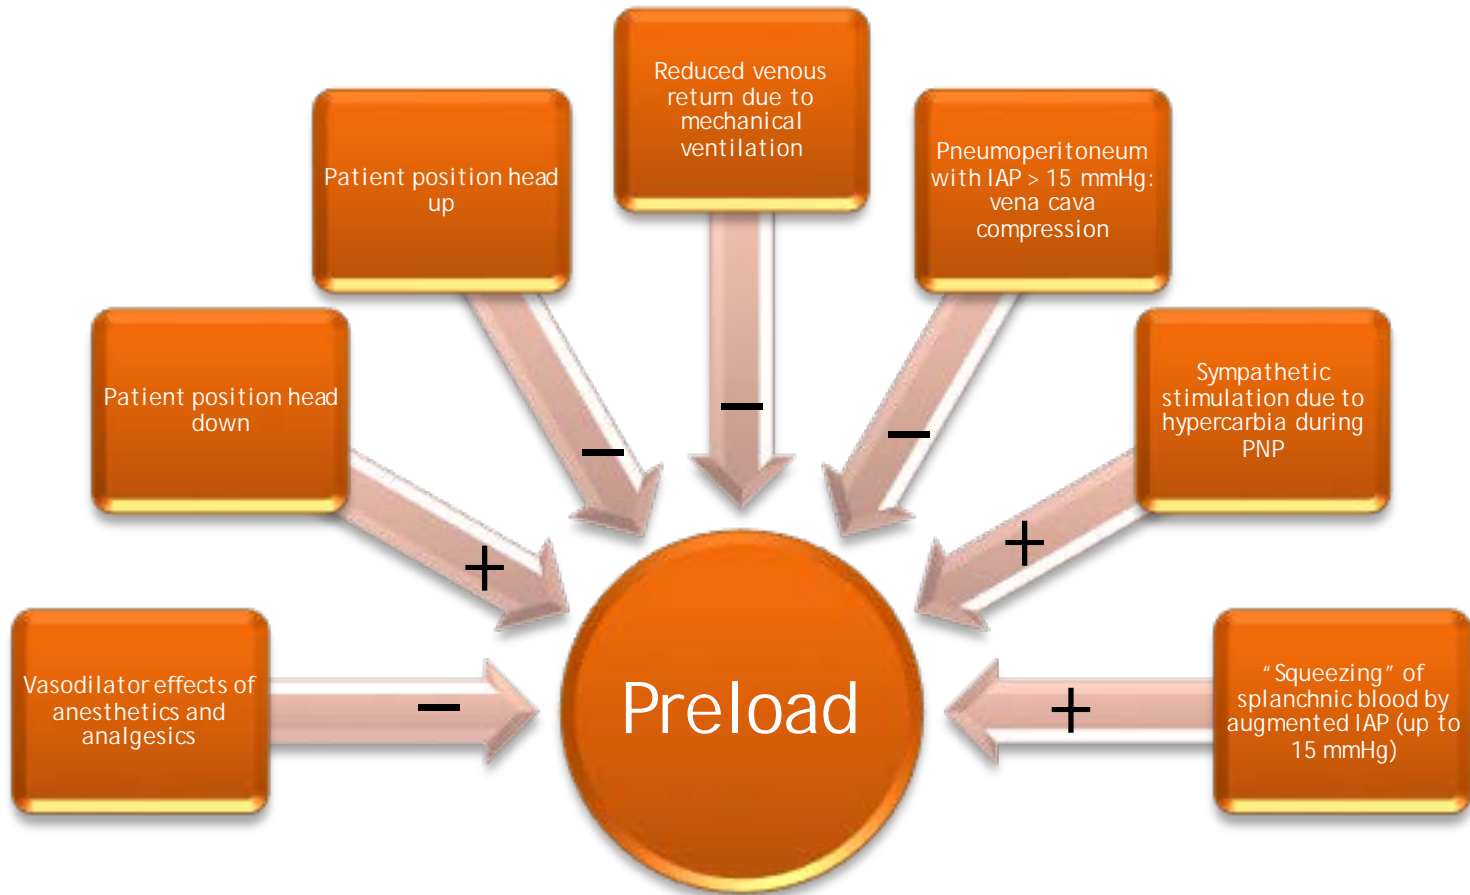 Reduced venous
return due to
mechanical
ventilation
Patient position head
up
Pneumoperitoneum
with IAP > 15 mmHg:
vena cava
compression
Patient position head
down
Sympathetic
stimulation due to
hypercarbia during
PNP
Vasodilator effects of
anesthetics and
analgesics
"Squeezing" of
splanchnic blood by
augmented IAP (up to
15 mmHg)
−
−
−
+
+
−
+
Preload